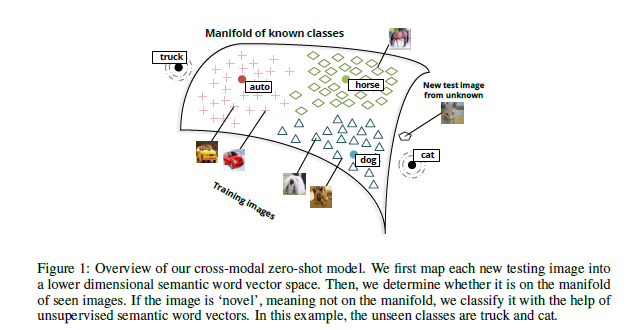 Manifold of known classes
truck
auto
horse
New test image
from unknown
dog
cat
Training images
Figure 1: Overview of our cross-modal zero-shot model. We first map each new testing image into
a lower dimensional semantic word vector space. Then, we determine whether it is on the manifold
of seen images. If the image is ‘novel’, meaning not on the manifold, we classify it with the help of
unsupervised semantic word vectors. In this example, the unseen classes are truck and cat.